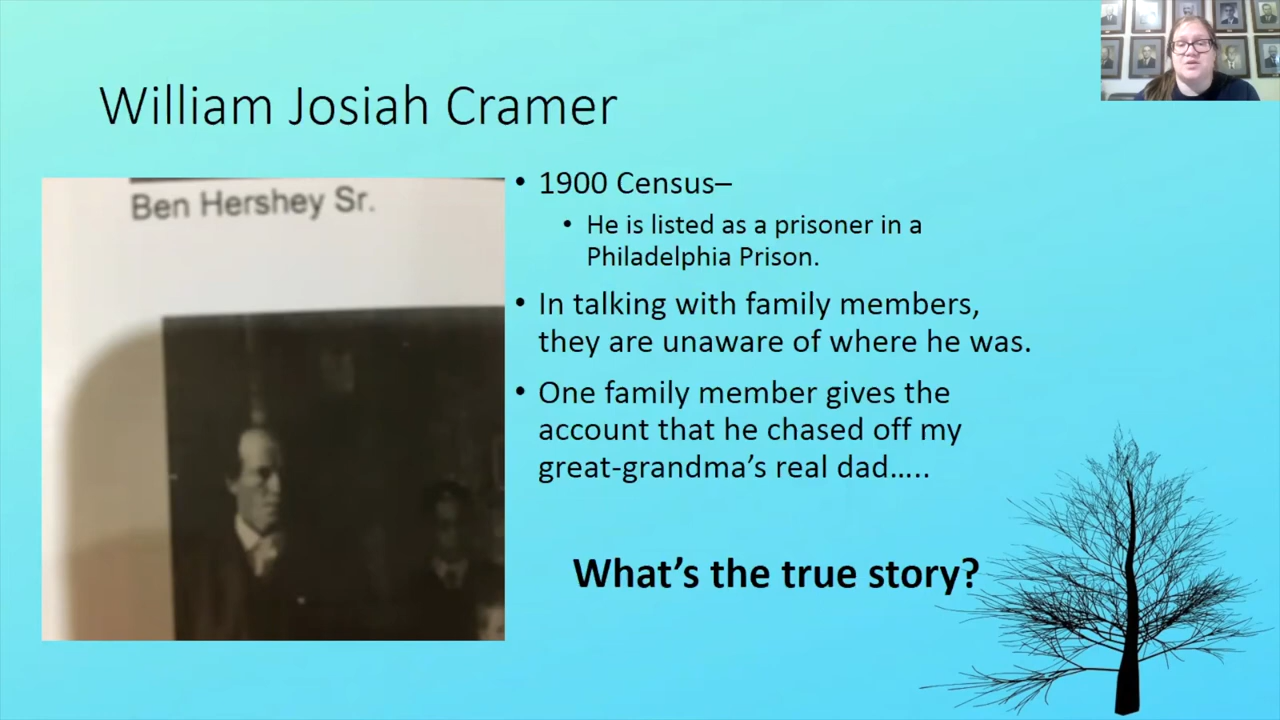 William Josiah Cramer
Ben Hershey Sr.
• 1900 Census–
• He is listed as a prisoner in a
Philadelphia Prison.
• In talking with family members,
they are unaware of where he was.
• One family member gives the
account that he chased off my
great-grandma’s real dad…..
What’s the true story?